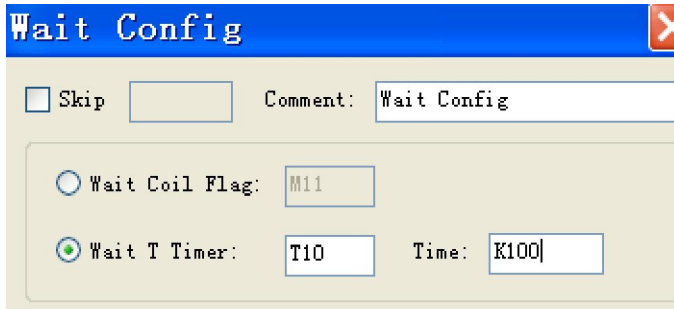 Wait Config
Skip Comment: Wait Config
Wait Coil Flag: M11
Wait T Timer: T10 Time: K100